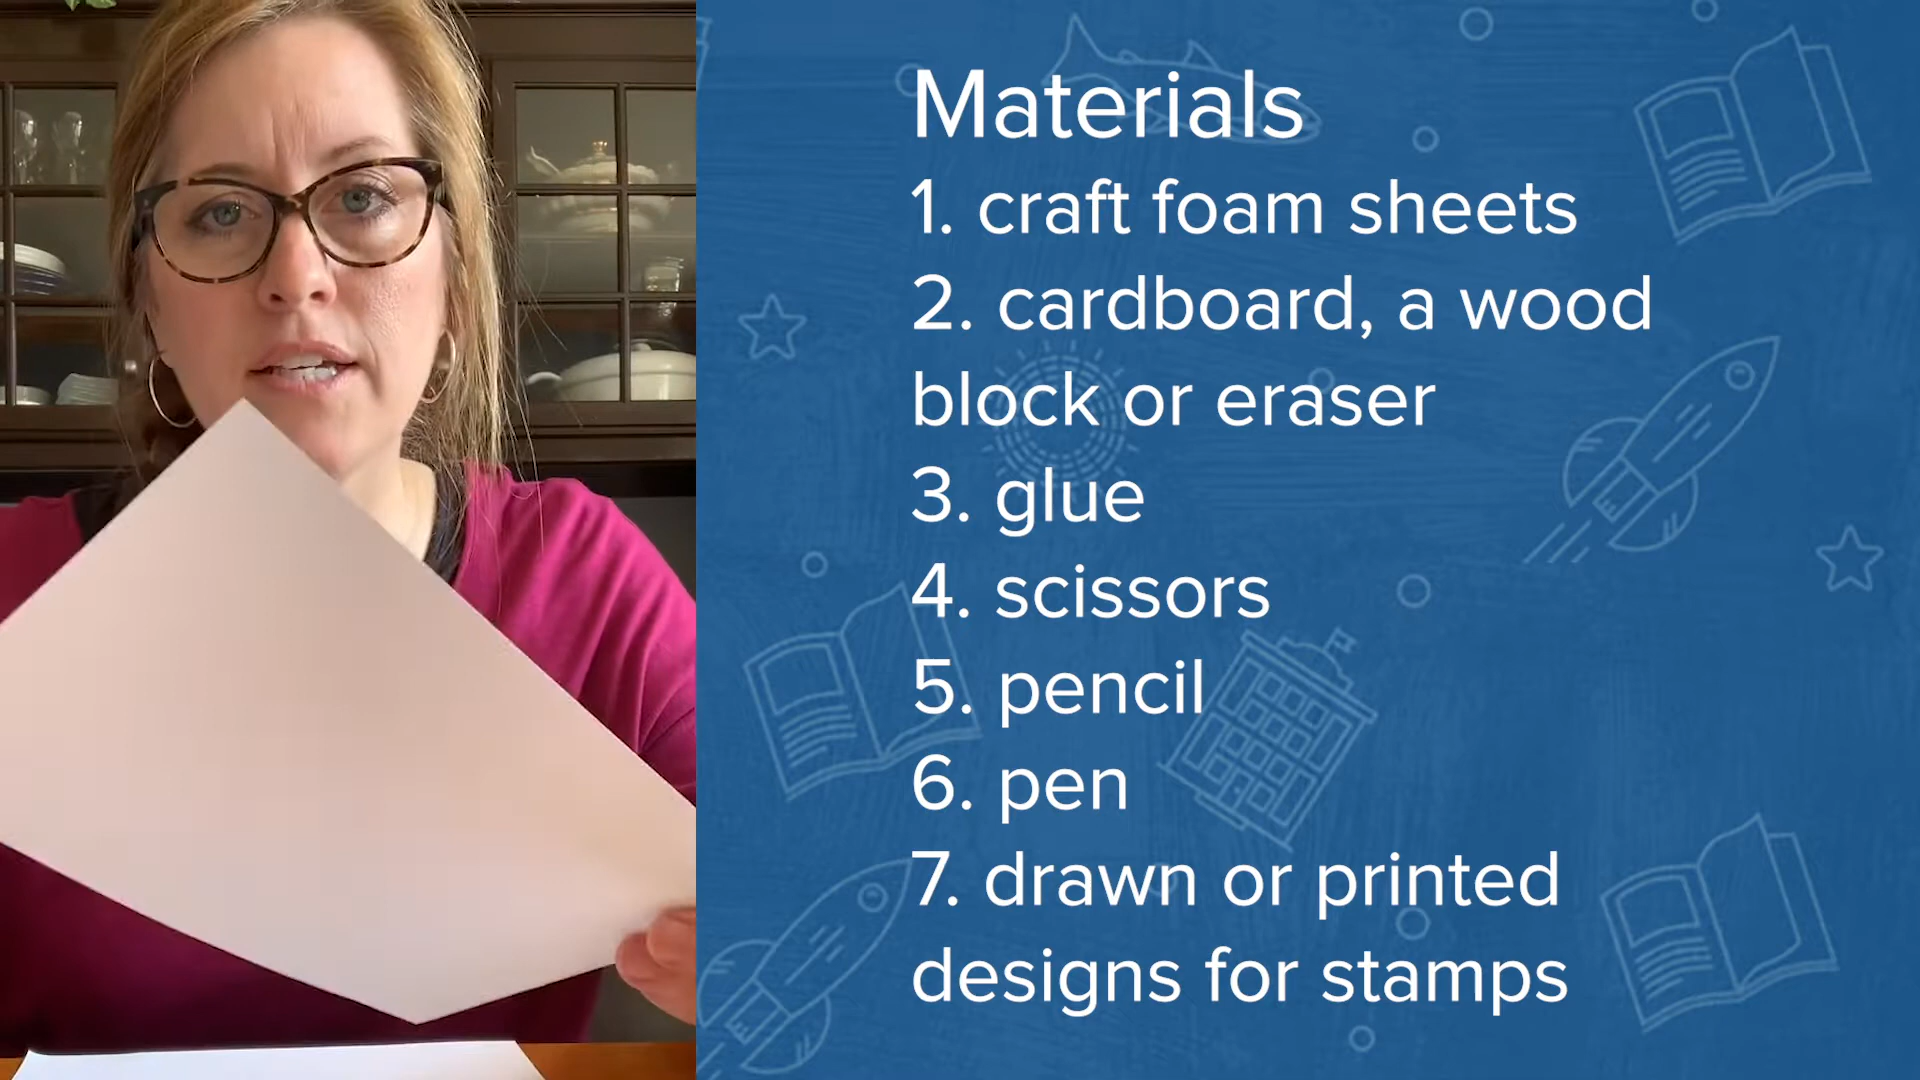 Materials
1. craft foam sheets
2. cardboard, a wood
block or eraser
3. glue
4. scissors
5. pencil
6. pen
7. drawn or printed
designs for stamps